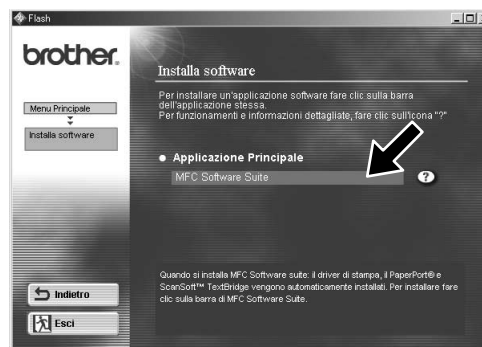 Flash
brother.
Menu Principale
Installa software
Installa software
Per installare un'applicazione software fare clic sulla barra
dell'applicazione stessa.
Per funzionamenti e informazioni dettagliate, fare clic sull'icona "?"
Applicazione Principale
MFC Software Suite
?
Quando si installa MFC Software suite: il driver di stampa, il PaperPort® e
ScanSoft™ TextBridge vengono automaticamente installati. Per installare fare
clic sulla barra di MFC Software Suite.
Indietro
Esci